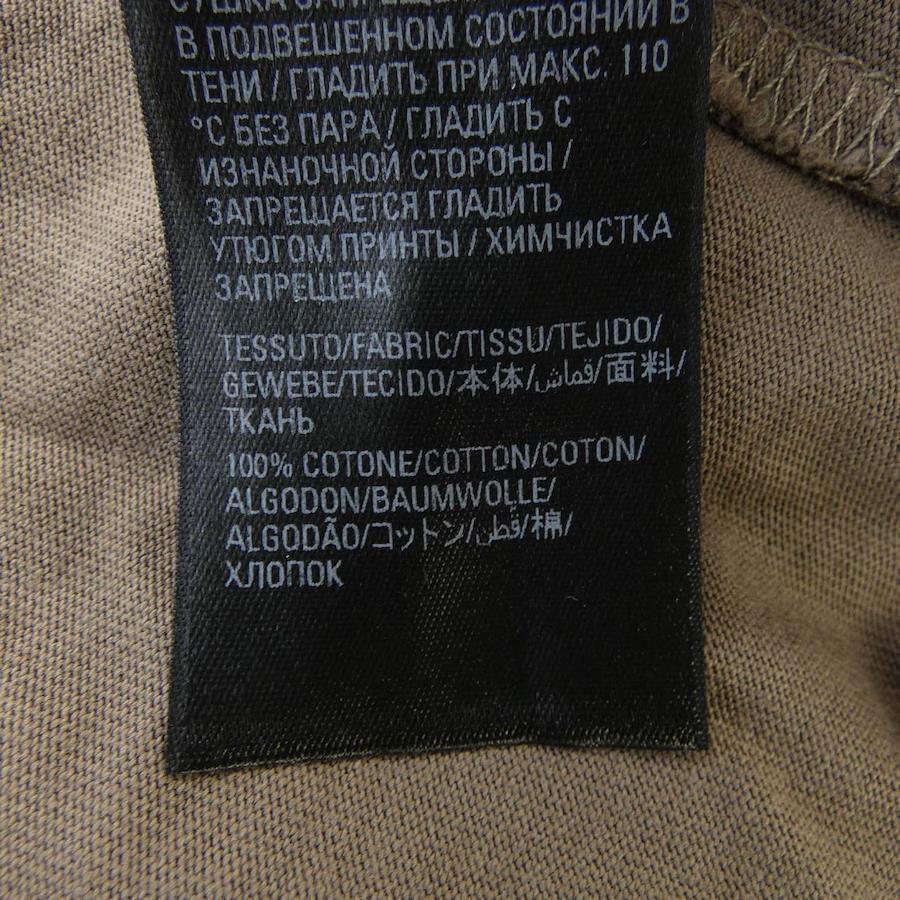 СУШКА ЗАПРЕЩЕ
В ПОДВЕШЕННОМ СОСТОЯНИИ В
ТЕНИ / ГЛАДИТЬ ПРИ МАКС. 110
°C БЕЗ ПАРА / ГЛАДИТЬ С
ИЗНАНОЧНОЙ СТОРОНЫ /
ЗАПРЕЩАЕТСЯ ГЛАДИТЬ
УТЮГОМ ПРИНТЫ / ХИМЧИСТКА
ЗАПРЕЩЕНА
TESSUTO/FABRIC/TISSU/TEJIDO/
GEWEBE/TECIDO/本体/قماش/面料/
ТКАНЬ
100% COTONE/COTTON/COTON/
ALGODON/BAUMWOLLE/
ALGODÃO/コットン/قطن/棉/
ХЛОПОК